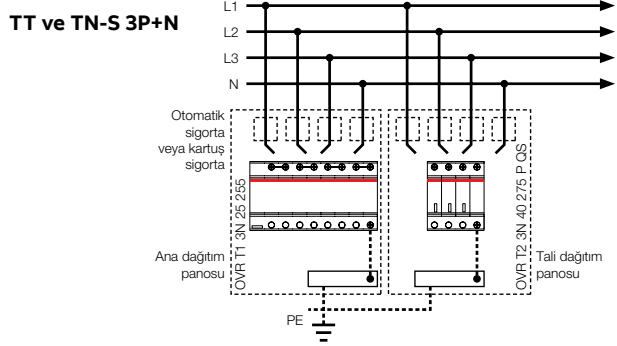 TT ve TN-S 3P+N
L1
L2
L3
N
Otomatik
sigorta
veya kartuş
sigorta
OVR T1 3N 25 255
OVR T2 3N 40 275 P QS
Ana dağıtım
panosu
Tali dağıtım
panosu
PE